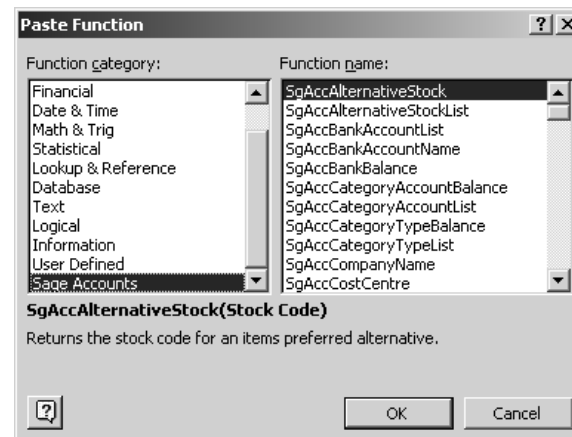 Paste Function
Function category:
Financial
Date & Time
Math & Trig
Statistical
Lookup & Reference
Database
Text
Logical
Information
User Defined
Sage Accounts
Function name:
SgAccAlternativeStock
SgAccAlternativeStockList
SgAccBankAccountList
SgAccBankAccountName
SgAccBankBalance
SgAccCategoryAccountBalance
SgAccCategoryAccountList
SgAccCategoryTypeBalance
SgAccCategoryTypeList
SgAccCompanyName
SgAccCostCentre
SgAccAlternativeStock(Stock Code)
Returns the stock code for an items preferred alternative.
OK
Cancel